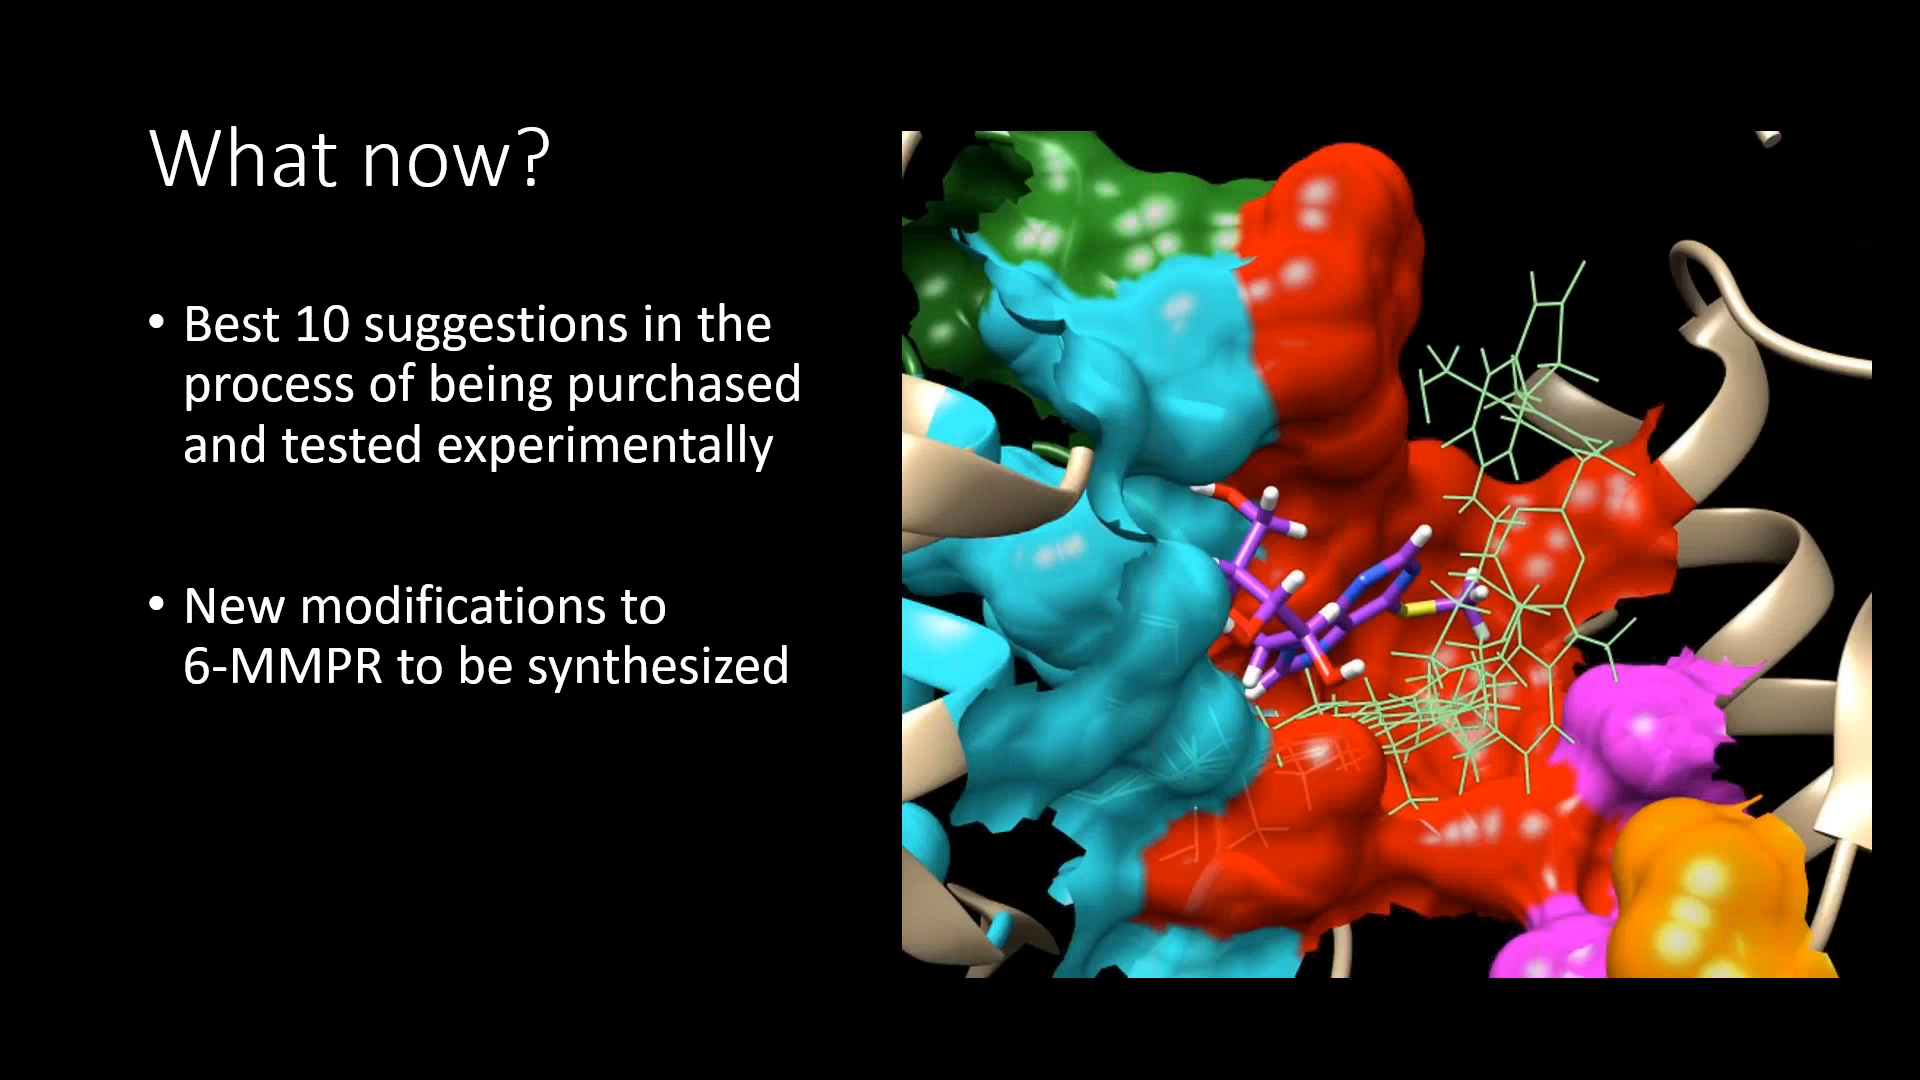 What now?
• Best 10 suggestions in the
process of being purchased
and tested experimentally
• New modifications to
6-MMPR to be synthesized